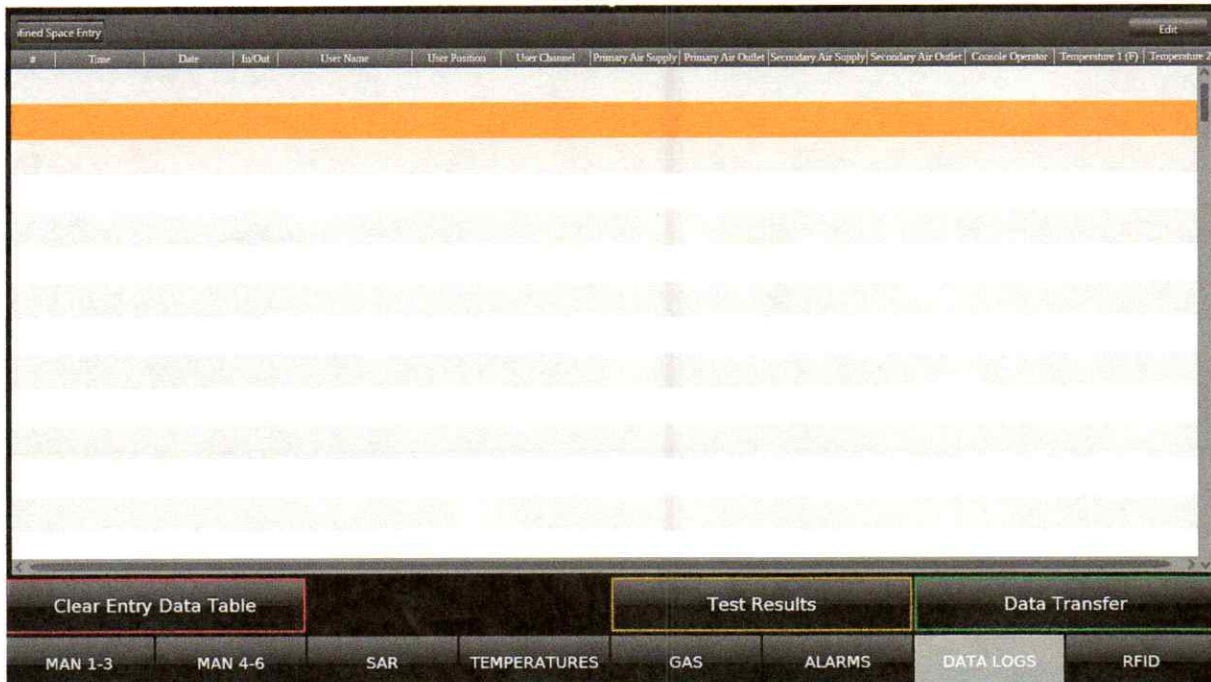 fined Space Entry
Edit
# Time Date In/Out User Name User Position User Channel Primary Air Supply Primary Air Outlet Secondary Air Supply Secondary Air Outlet Console Operator Temperature 1 (F) Temperature 2
Clear Entry Data Table Test Results Data Transfer
MAN 1-3 MAN 4-6 SAR TEMPERATURES GAS ALARMS DATA LOGS RFID